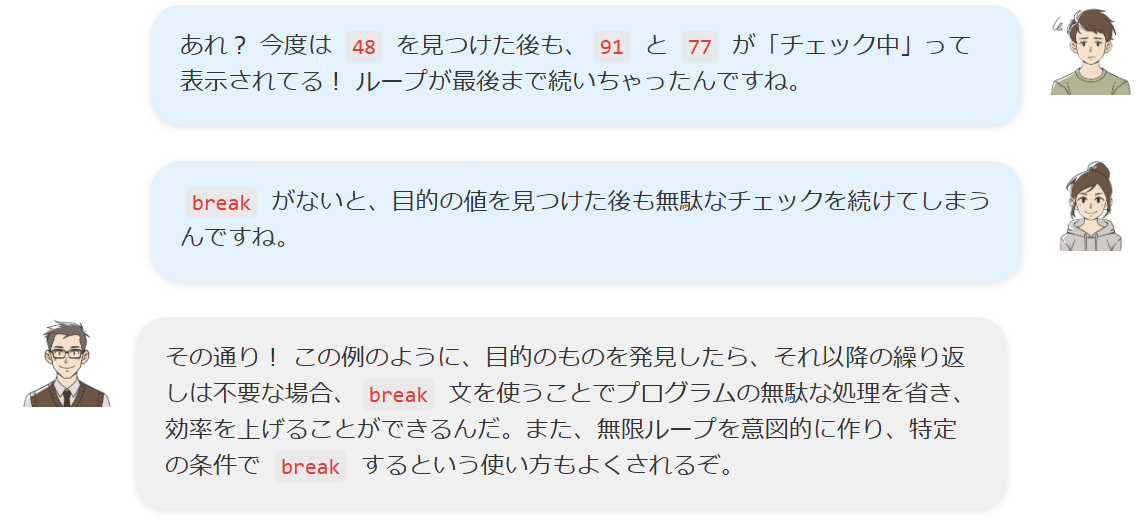 あれ？ 今度は 48 を見つけた後も、 91 と 77 が「チェック中」って
表示されてる！ ループが最後まで続いちゃったんですね。
break がないと、目的の値を見つけた後も無駄なチェックを続けてしまう
んですね。
その通り！ この例のように、目的のものを発見したら、それ以降の繰り返
しは不要な場合、 break 文を使うことでプログラムの無駄な処理を省き、
効率を上げることができるんだ。また、無限ループを意図的に作り、特定
の条件で break するという使い方もよくされるぞ。